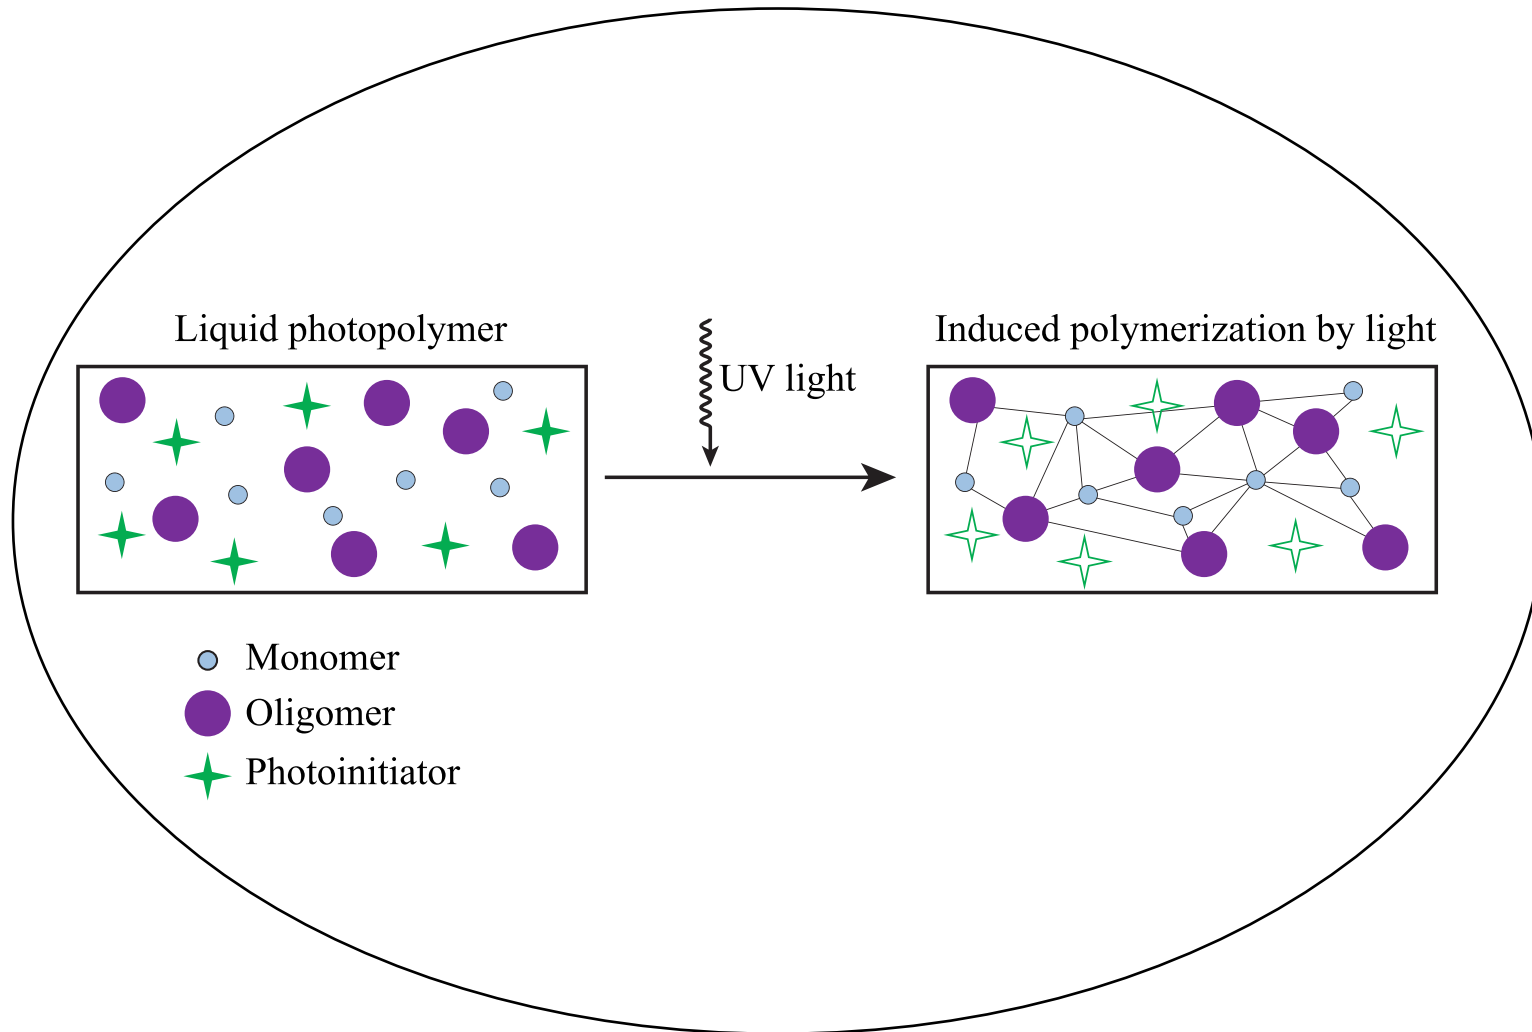 Liquid photopolymer
UV light
Induced polymerization by light
Monomer
Oligomer
Photoinitiator